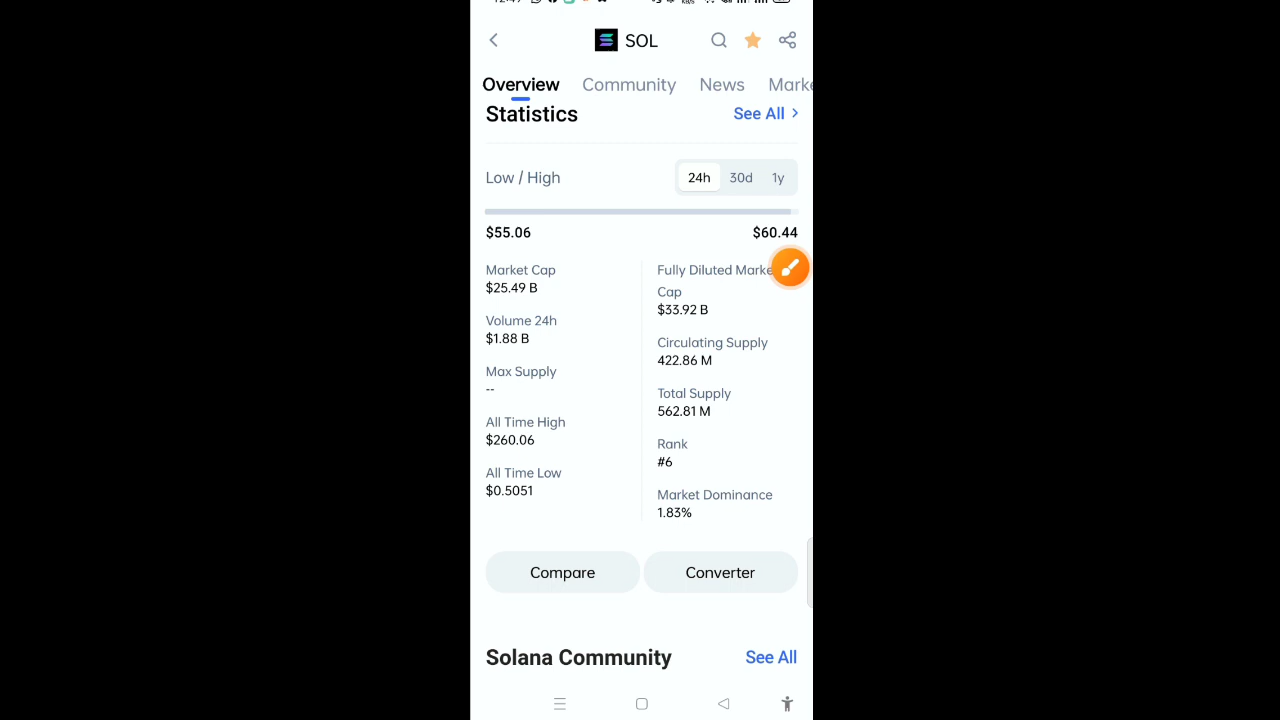 SOL
Overview Community News Marke
Statistics See All >
Low / High 24h 30d 1y
$55.06 $60.44
Market Cap
$25.49 B
Volume 24h
$1.88 B
Max Supply
--
All Time High
$260.06
All Time Low
$0.5051
Fully Diluted Marke
Cap
$33.92 B
Circulating Supply
422.86 M
Total Supply
562.81 M
Rank
#6
Market Dominance
1.83%
Compare Converter
Solana Community See All